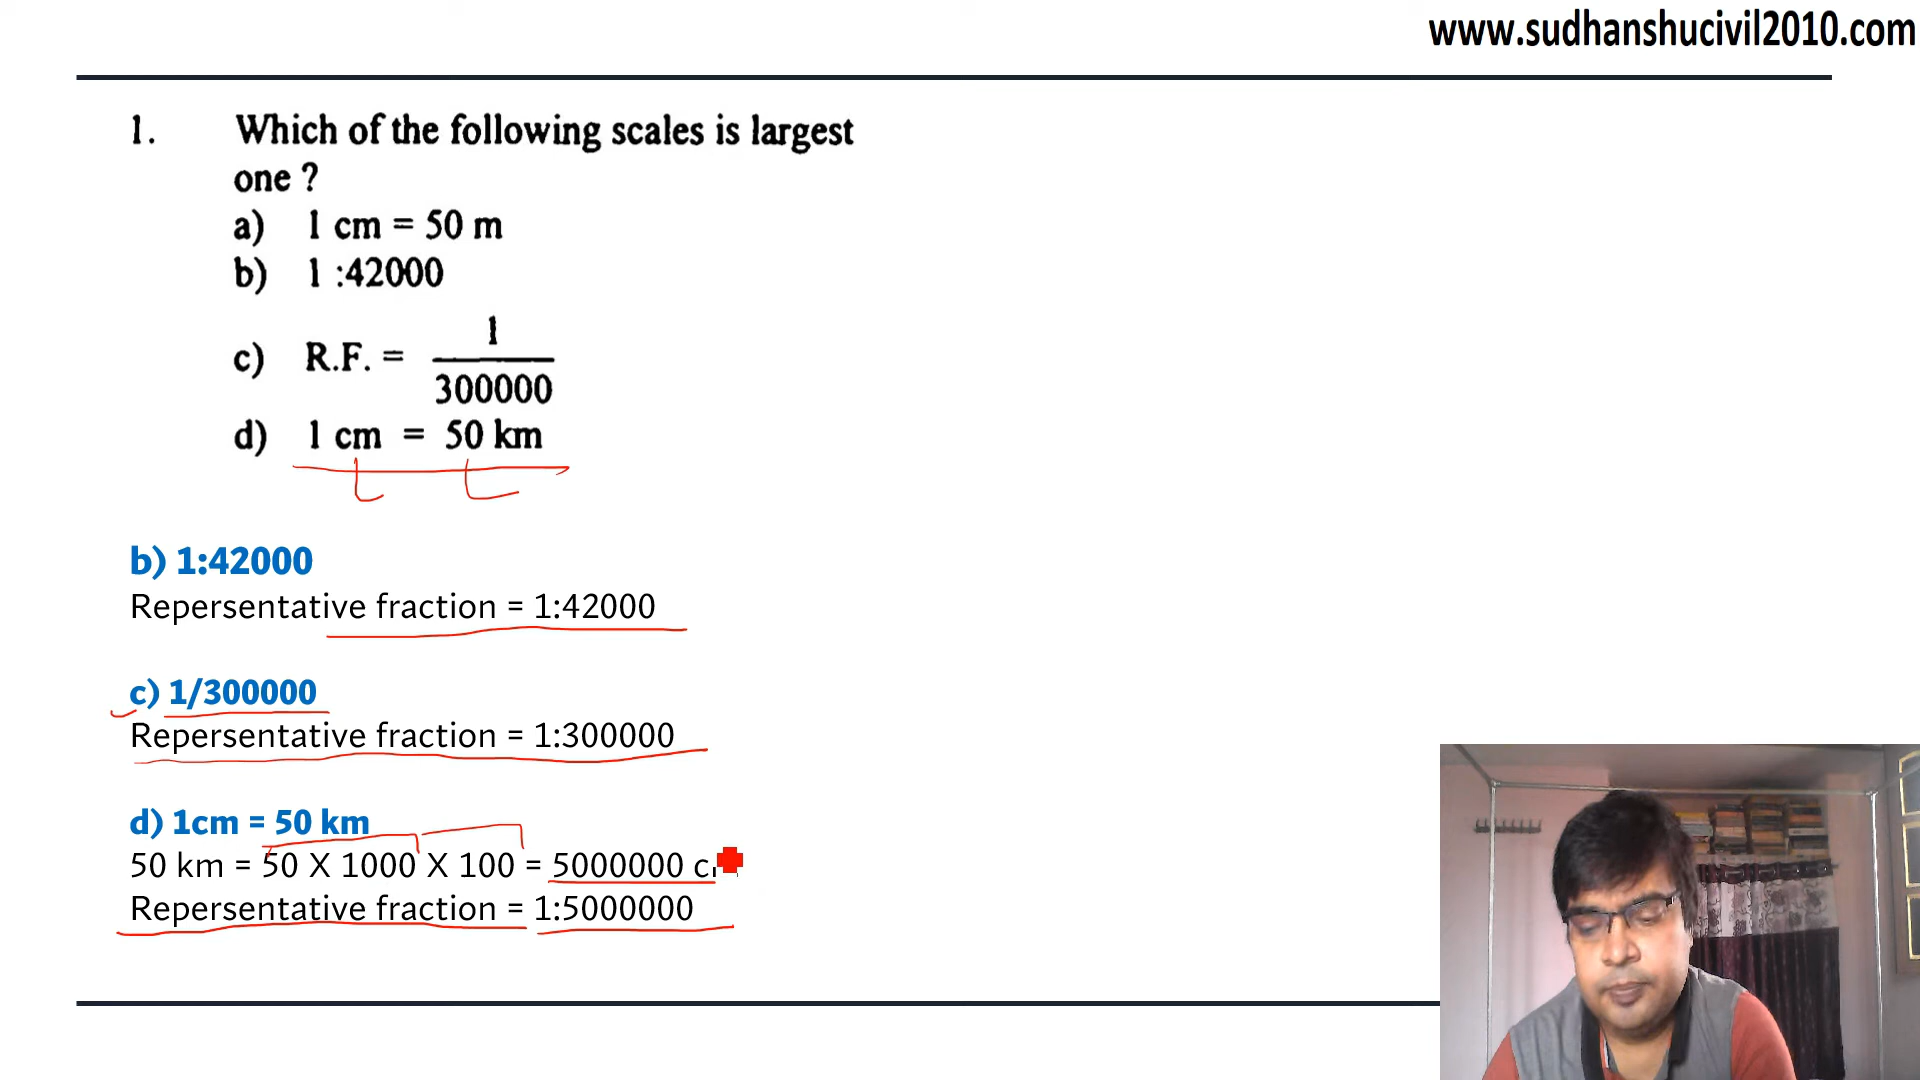 www.sudhanshucivil2010.com
1. Which of the following scales is largest
one ?
a) 1 cm = 50 m
b) 1 :42000
c) R.F. = 1
300000
d) 1 cm = 50 km
b) 1:42000
Repersentative fraction = 1:42000
c) 1/300000
Repersentative fraction = 1:300000
d) 1cm = 50 km
50 km = 50 X 1000 X 100 = 5000000
Repersentative fraction = 1:5000000